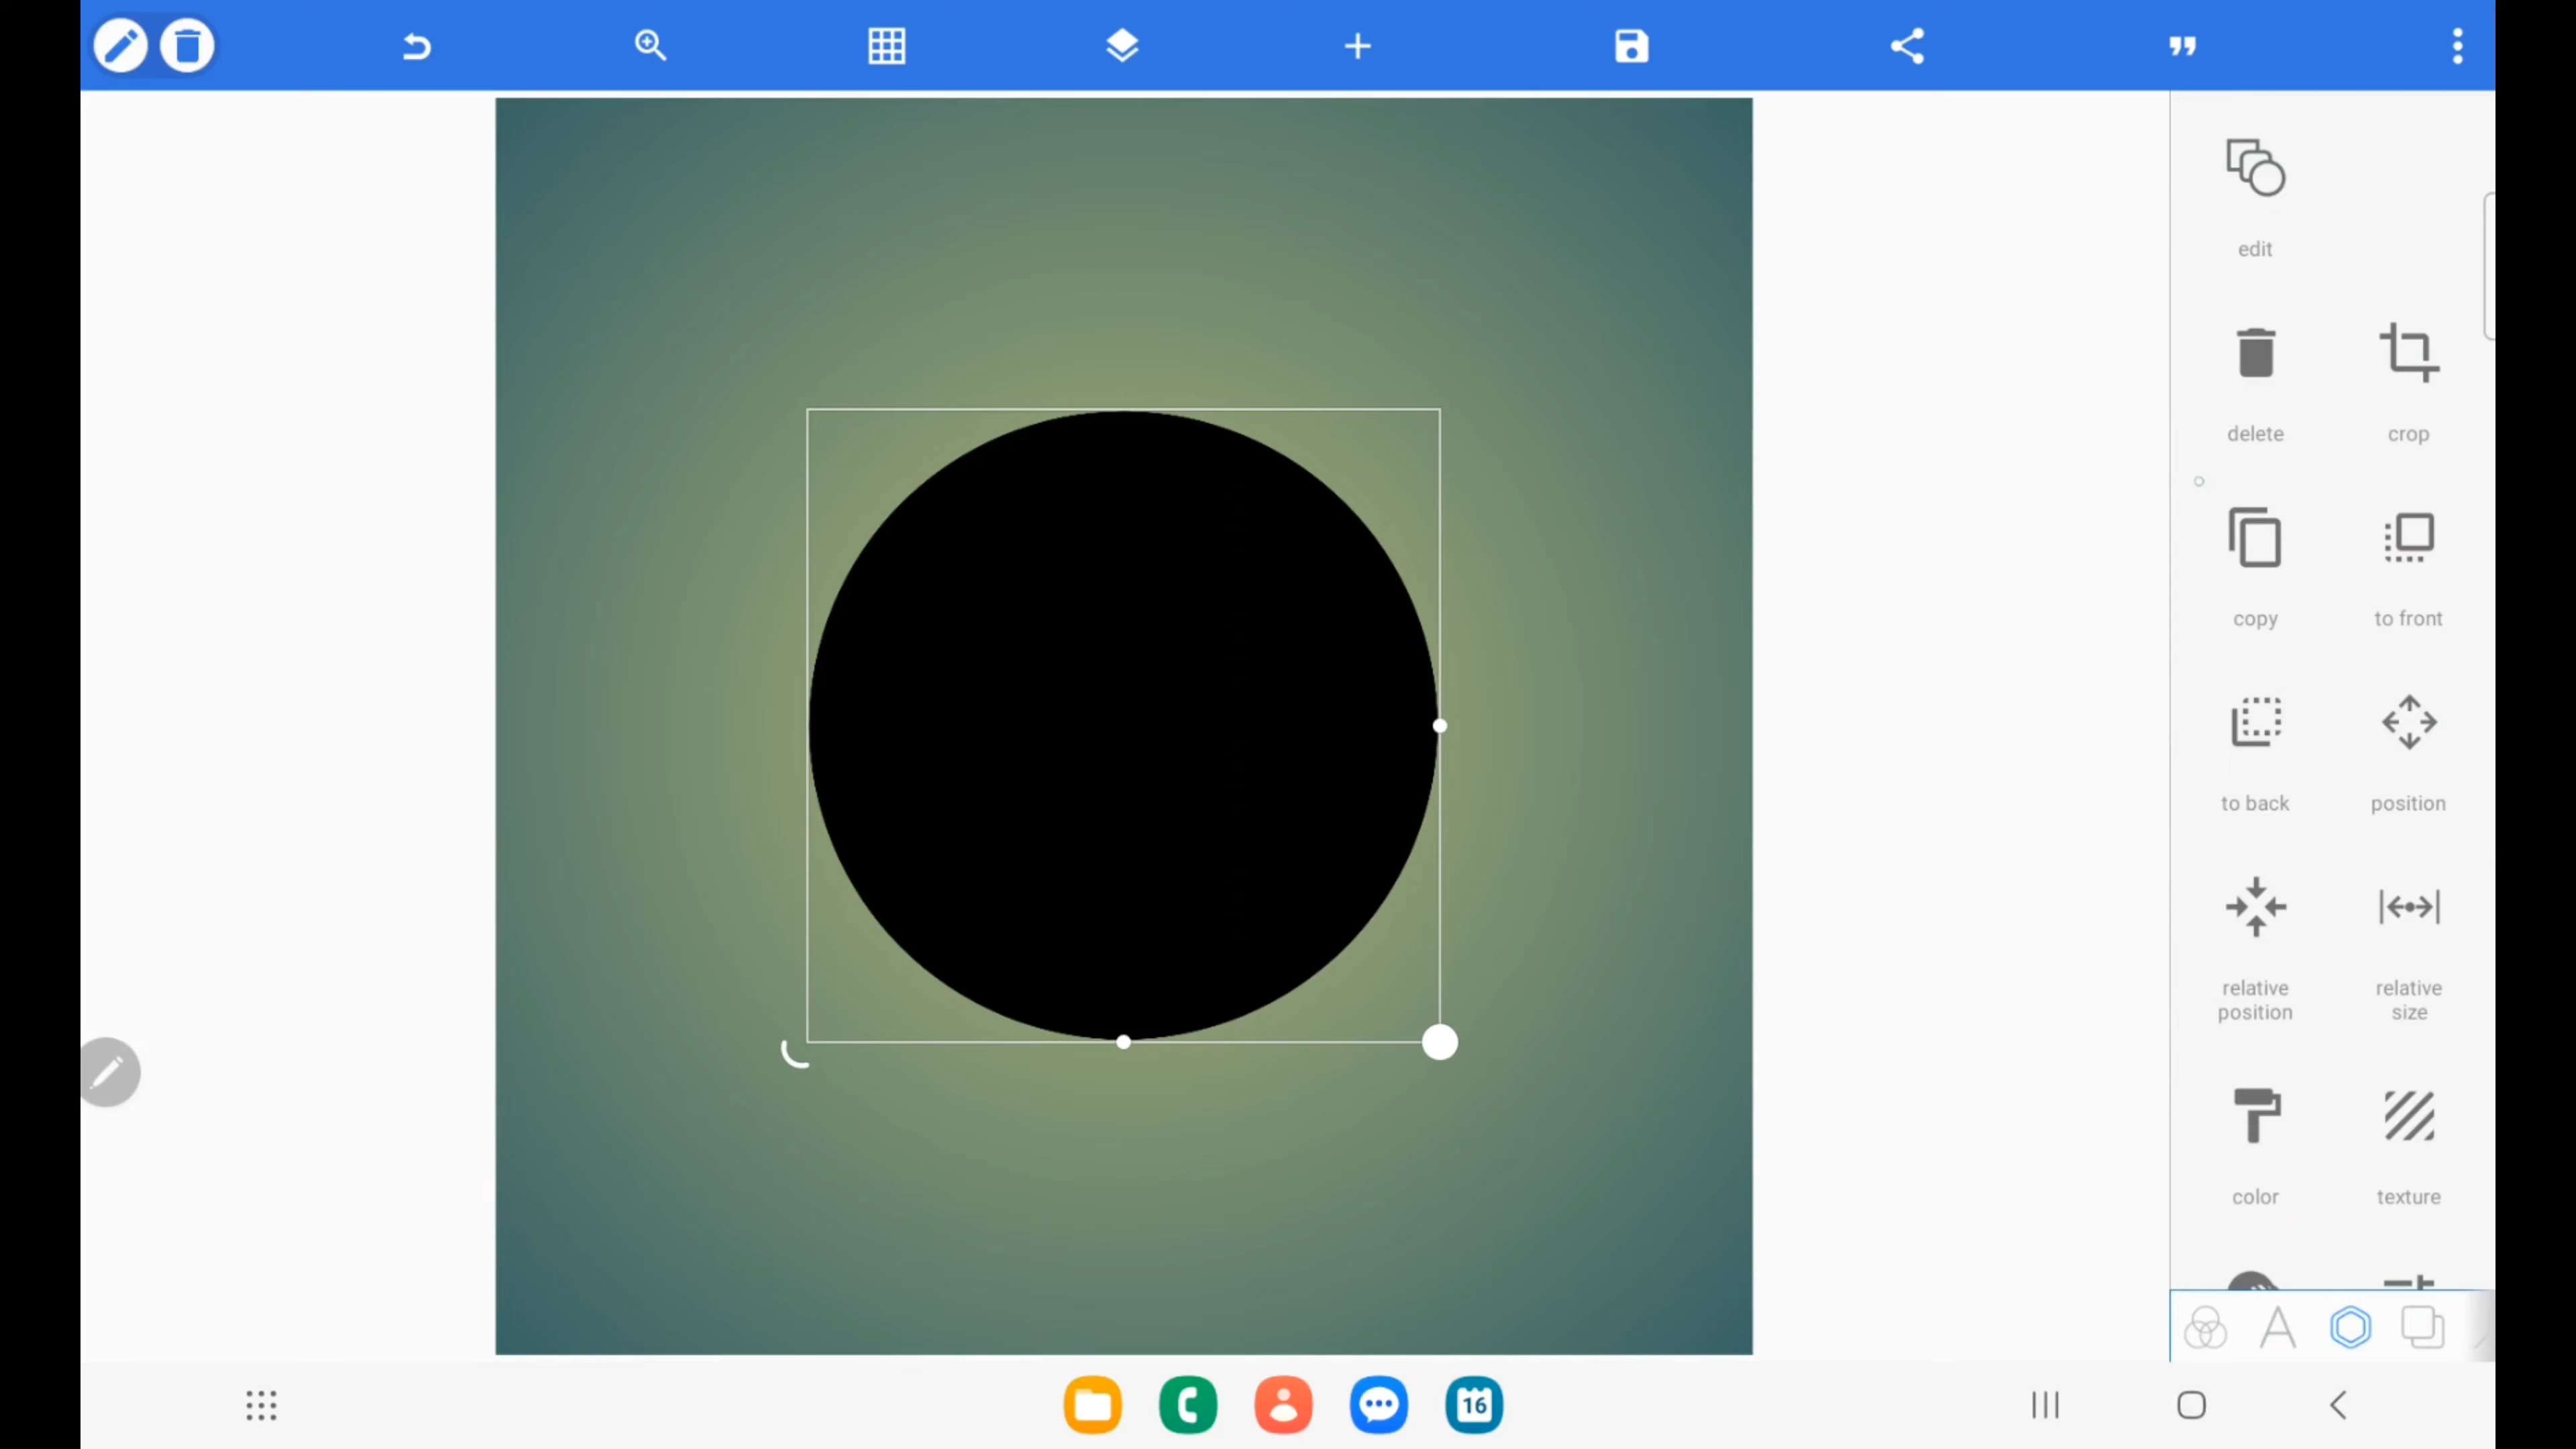 edit
delete
crop
copy
to front
to back
position
relative
position
relative
size
color
texture
16